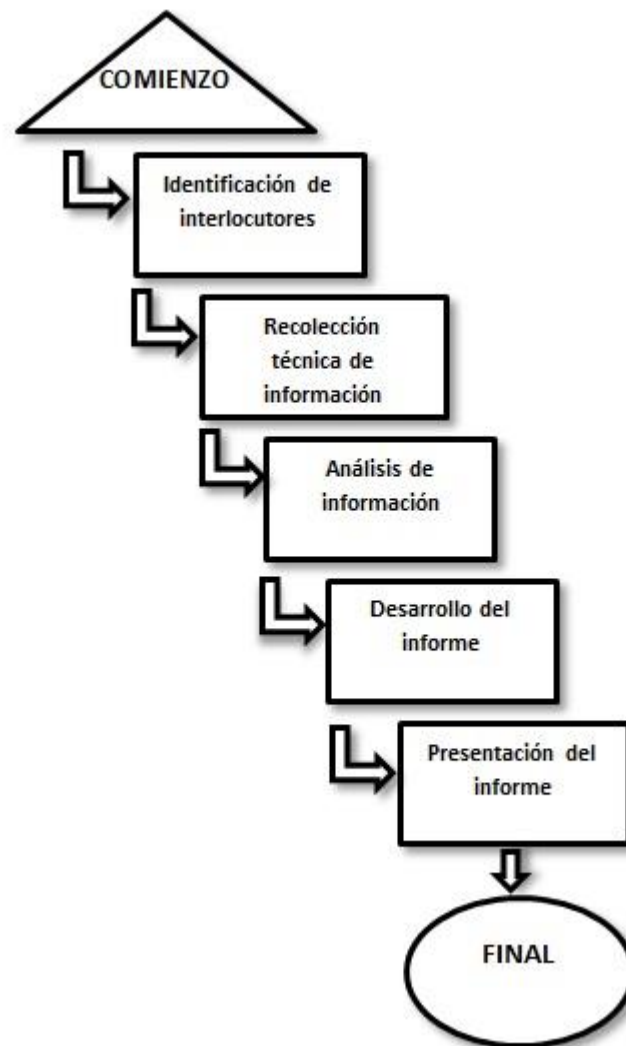 COMIENZO
Identificación de
interlocutores
Recolección
técnica de
información
Análisis de
información
Desarrollo del
informe
Presentación del
informe
FINAL